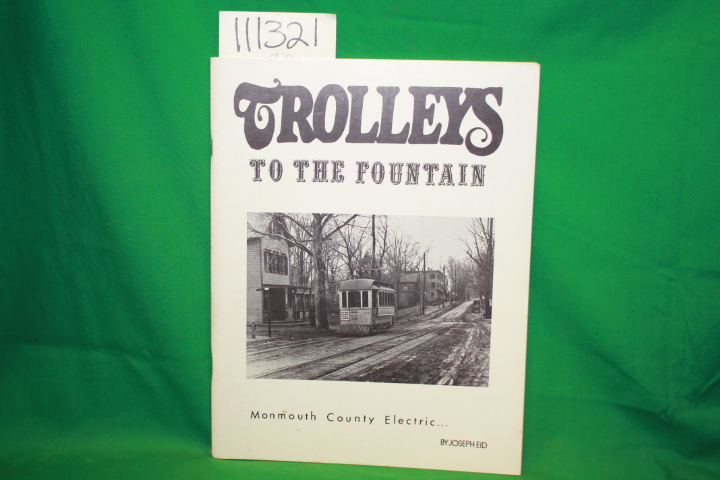 111321
TROLLEYS
TO THE FOUNTAIN
Monmouth County Electric...
BY JOSEPH EID